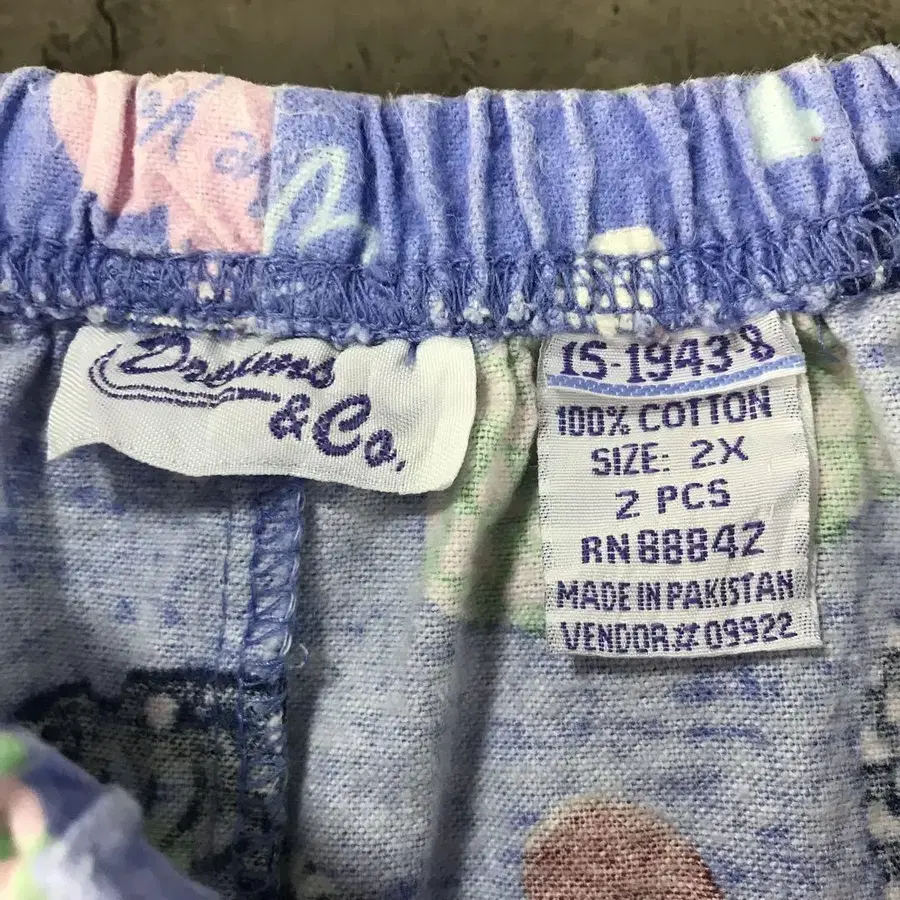 Dreams
& Co.
15-1943-8
100% COTTON
SIZE: 2X
2 PCS
RN 88842
MADE IN PAKISTAN
VENDOR# 09922